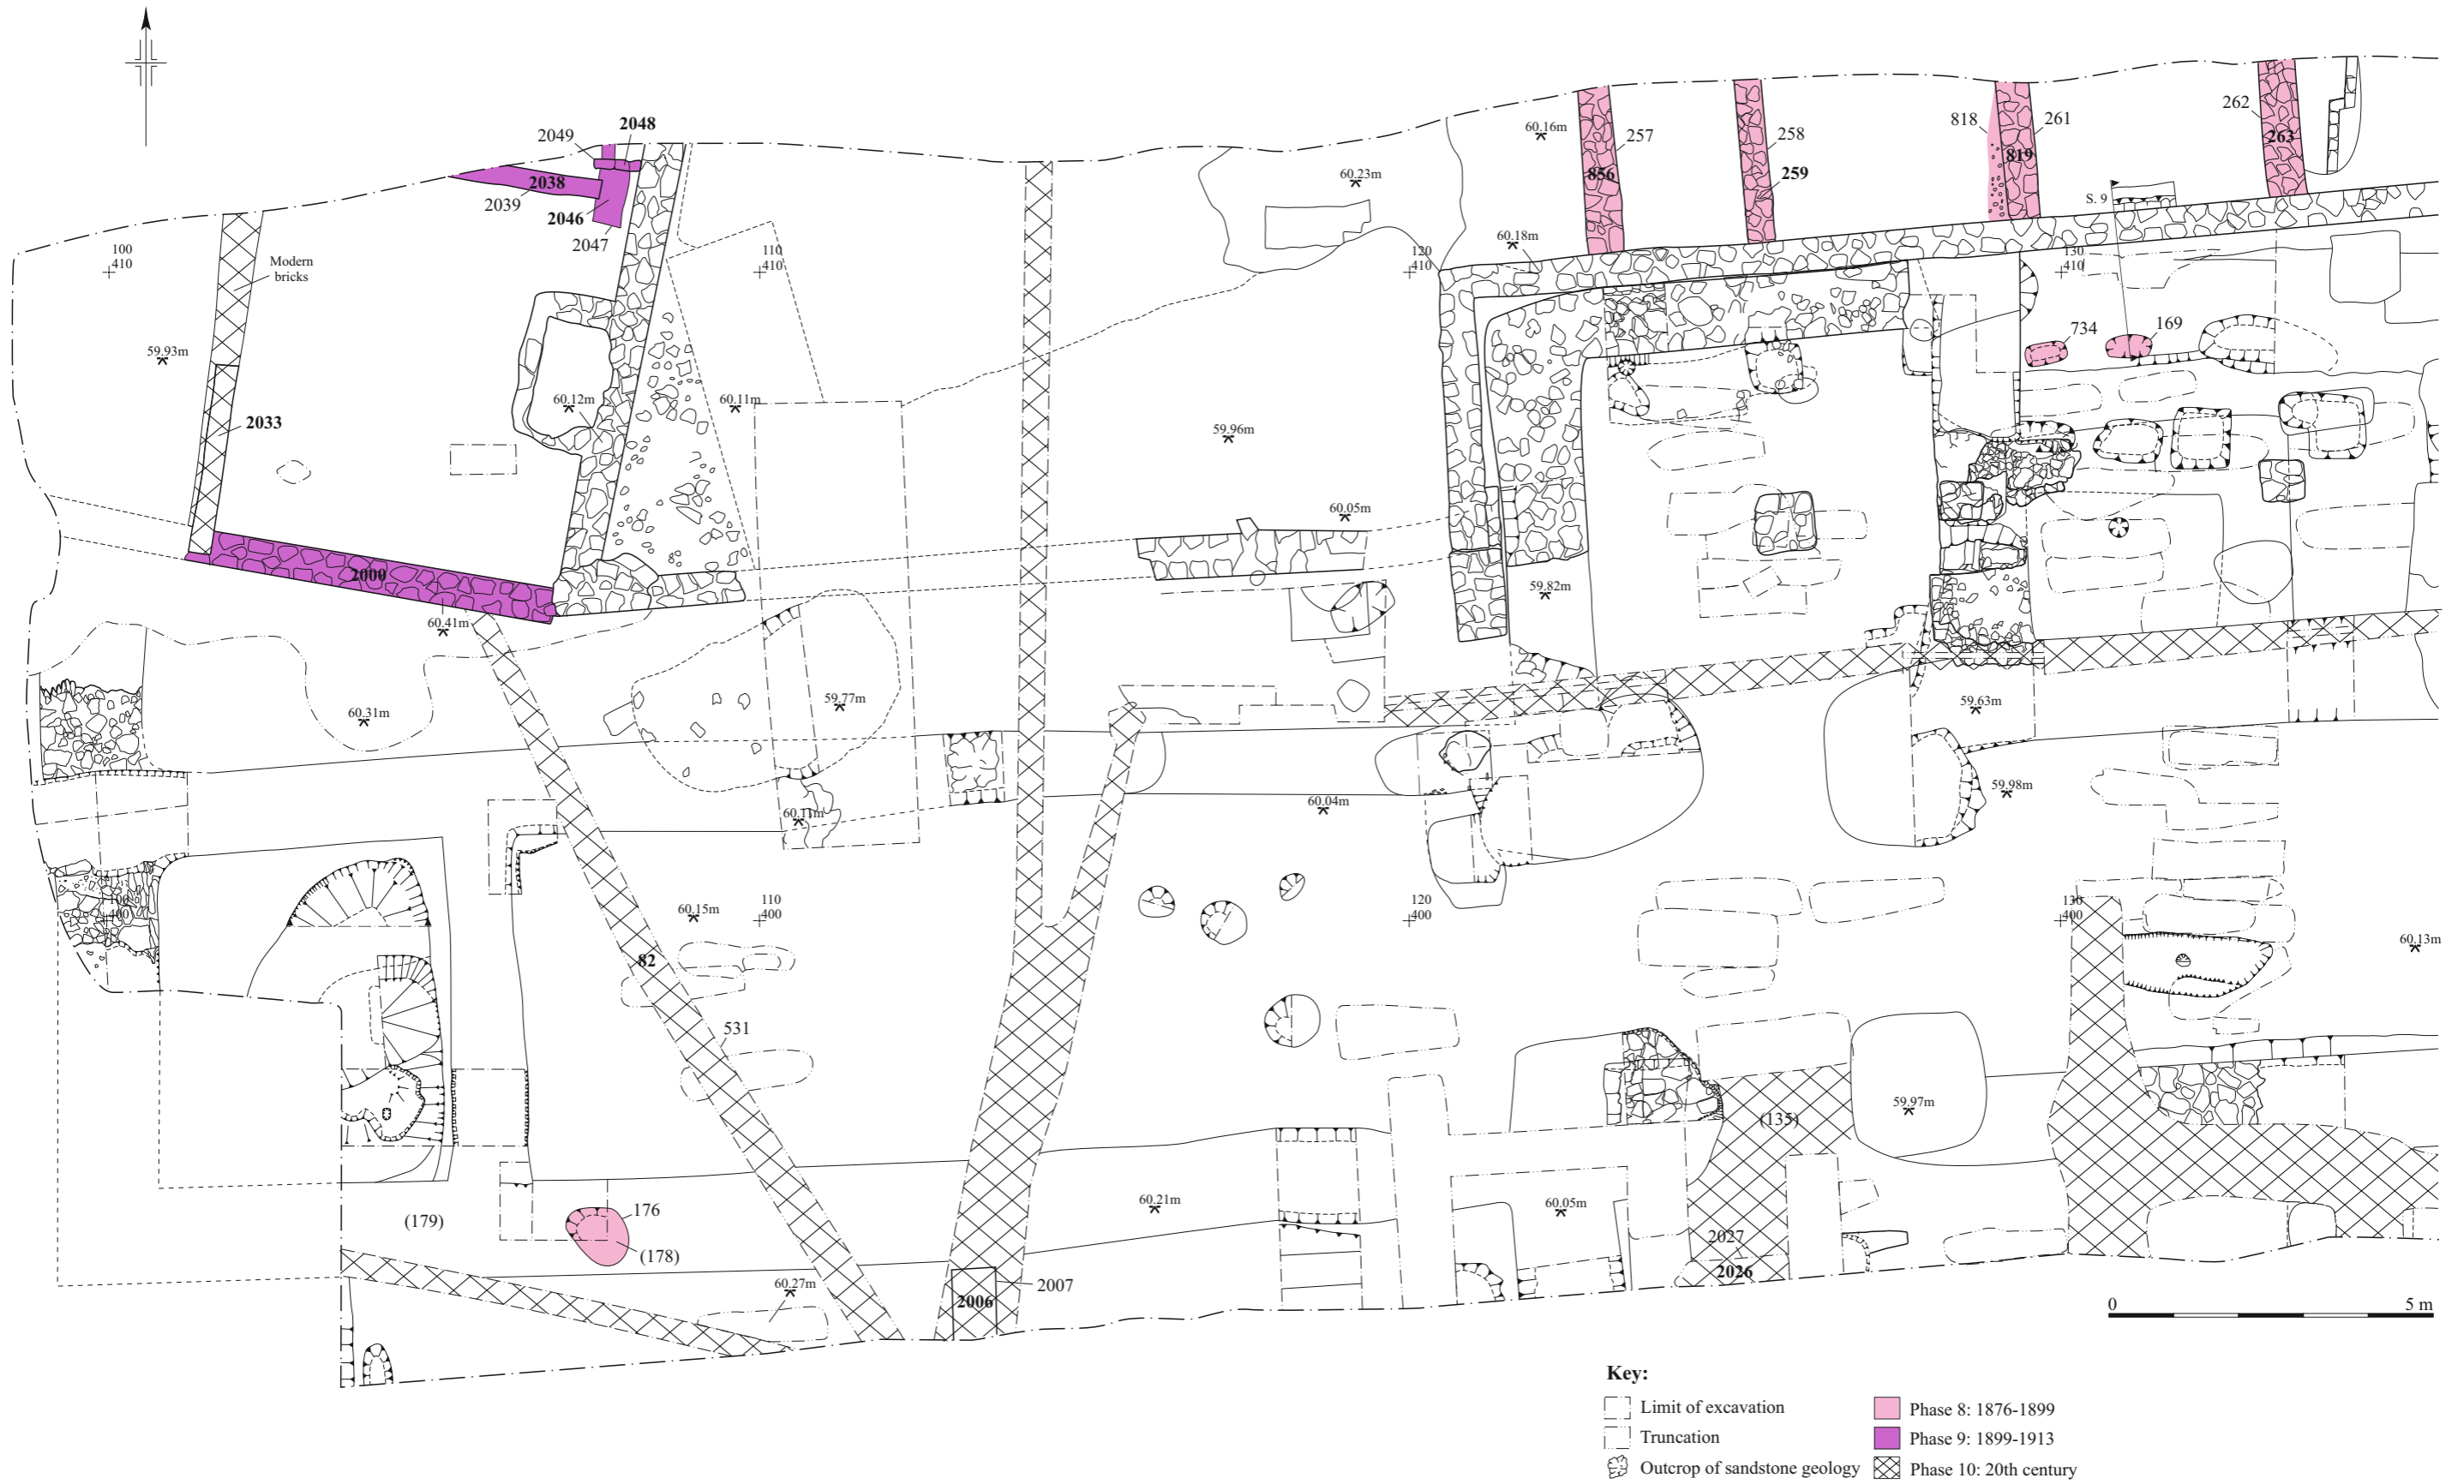 2048
2049
2038
2039
2046
2047
100
410
Modern
bricks
110
410
59.93m
60.12m
60.11m
2033
2000
60.41m
60.31m
59.77m
60.11m
100
400
60.15m
110
400
82
531
(179)
176
(178)
60.27m
2006
2007
60.16m
257
258
818
261
262
263
856
259
819
60.23m
60.18m
120
410
S. 9
130
410
734
169
59.96m
60.05m
59.82m
59.63m
59.98m
60.04m
120
400
130
400
60.13m
59.97m
(135)
60.21m
60.05m
2027
2026
0 5 m
Key:
Limit of excavation
Truncation
Outcrop of sandstone geology
Phase 8: 1876-1899
Phase 9: 1899-1913
Phase 10: 20th century